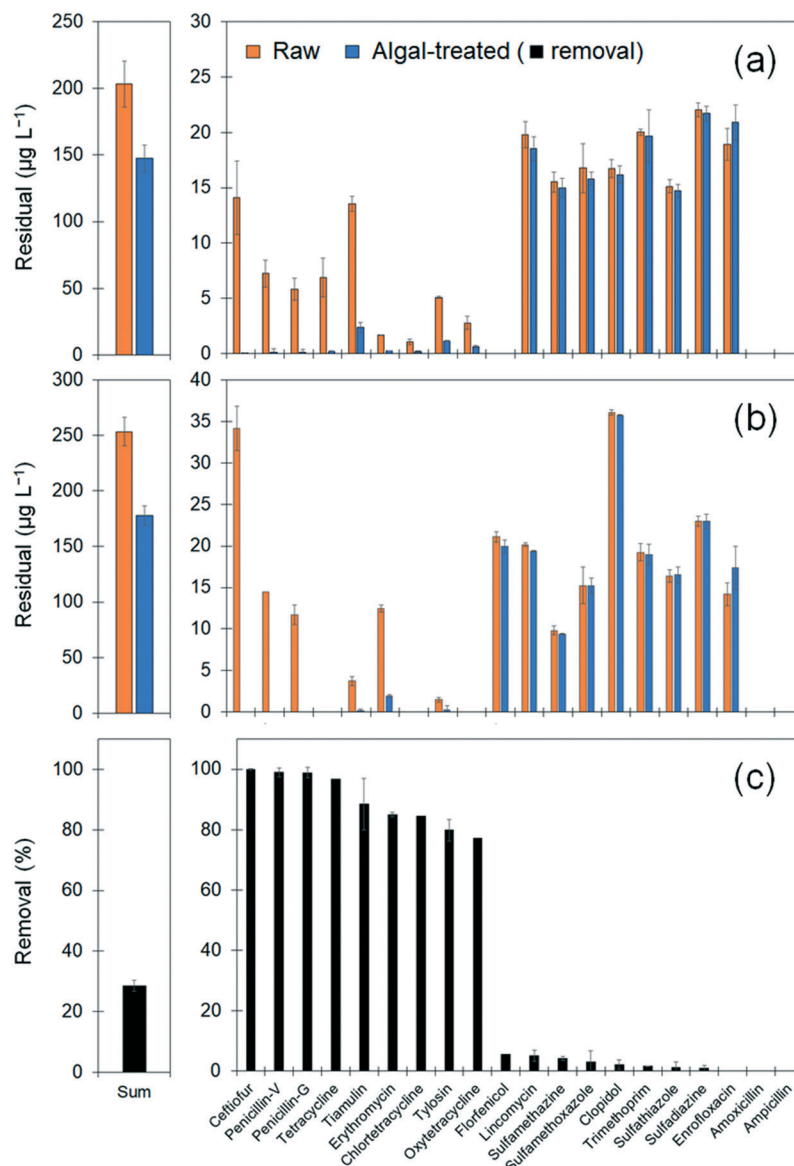 250
200
150
100
50
0
Residual (µg L⁻¹)
30
25
20
15
10
5
0
Raw
Algal-treated (
removal)
(a)
300
250
200
150
100
50
0
Residual (µg L⁻¹)
40
35
30
25
20
15
10
5
0
(b)
100
80
60
40
20
0
Removal (%)
Sum
100
80
60
40
20
0
(c)
Ceftiofur
Penicillin-V
Penicillin-G
Tetracycline
Tiamulin
Erythromycin
Chlortetracycline
Tylosin
Oxytetracycline
Florfenicol
Lincomycin
Sulfamethazine
Sulfamethoxazole
Clopidol
Trimethoprim
Sulfathiazole
Sulfadiazine
Enrofloxacin
Amoxicillin
Ampicillin